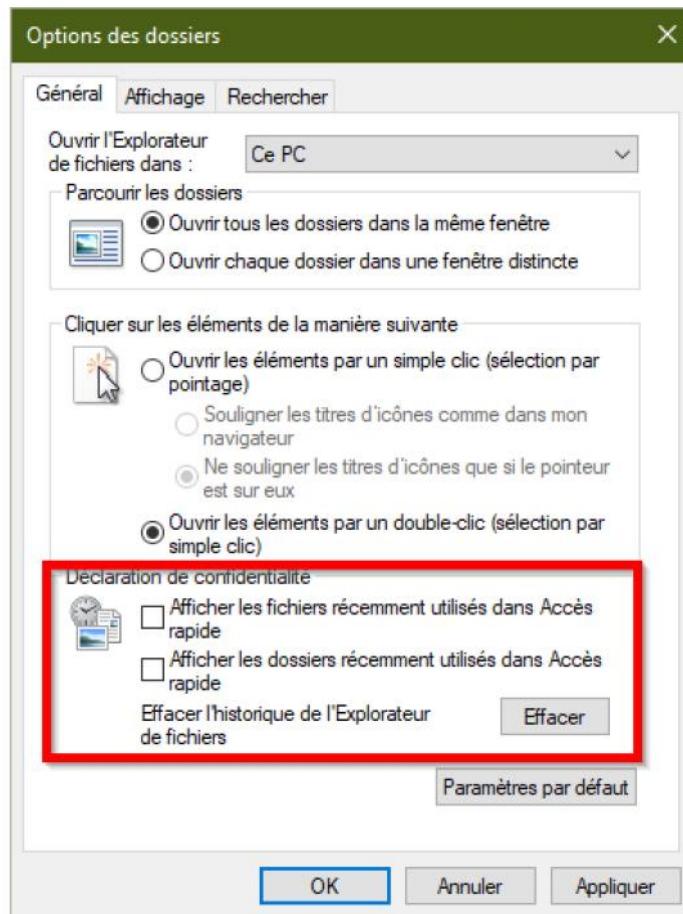 Options des dossiers
Général
Affichage
Rechercher
Ouvrir l'Explorateur
de fichiers dans :
Ce PC
Parcourir les dossiers
Ouvrir tous les dossiers dans la même fenêtre
Ouvrir chaque dossier dans une fenêtre distincte
Cliquer sur les éléments de la manière suivante
Ouvrir les éléments par un simple clic (sélection par
pointage)
Souligner les titres d'icônes comme dans mon
navigateur
Ne souligner les titres d'icônes que si le pointeur
est sur eux
Ouvrir les éléments par un double-clic (sélection par
simple clic)
Déclaration de confidentialité
Afficher les fichiers récemment utilisés dans Accès
rapide
Afficher les dossiers récemment utilisés dans Accès
rapide
Effacer l'historique de l'Explorateur
de fichiers
Effacer
Paramètres par défaut
OK
Annuler
Appliquer